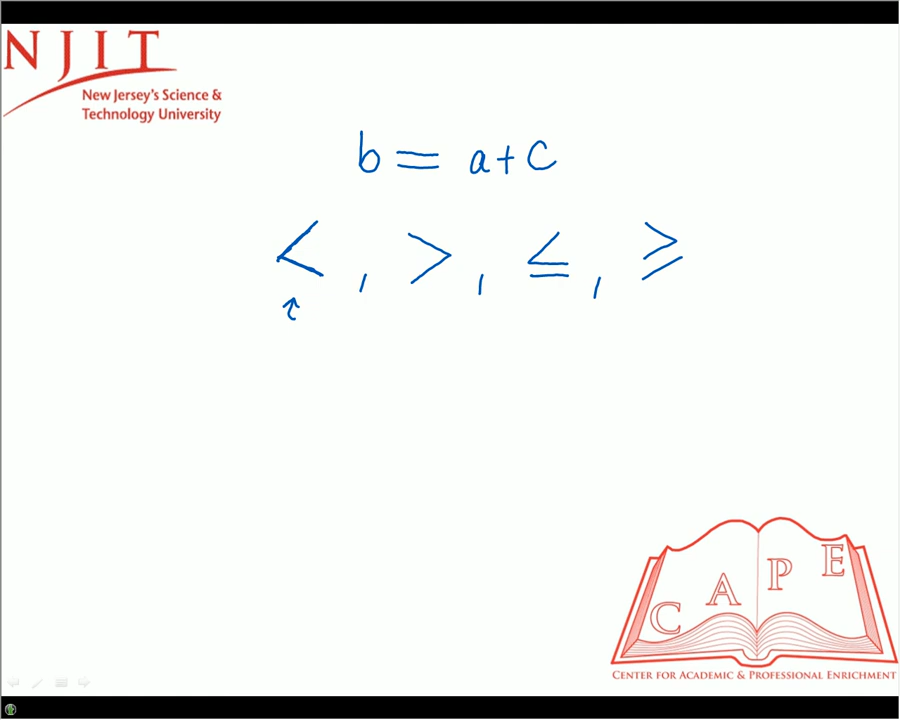 NJIT
New Jersey's Science &
Technology University
b = a + c
< , > , ≤ , ≥
C A P E
CENTER FOR ACADEMIC & PROFESSIONAL ENRICHMENT